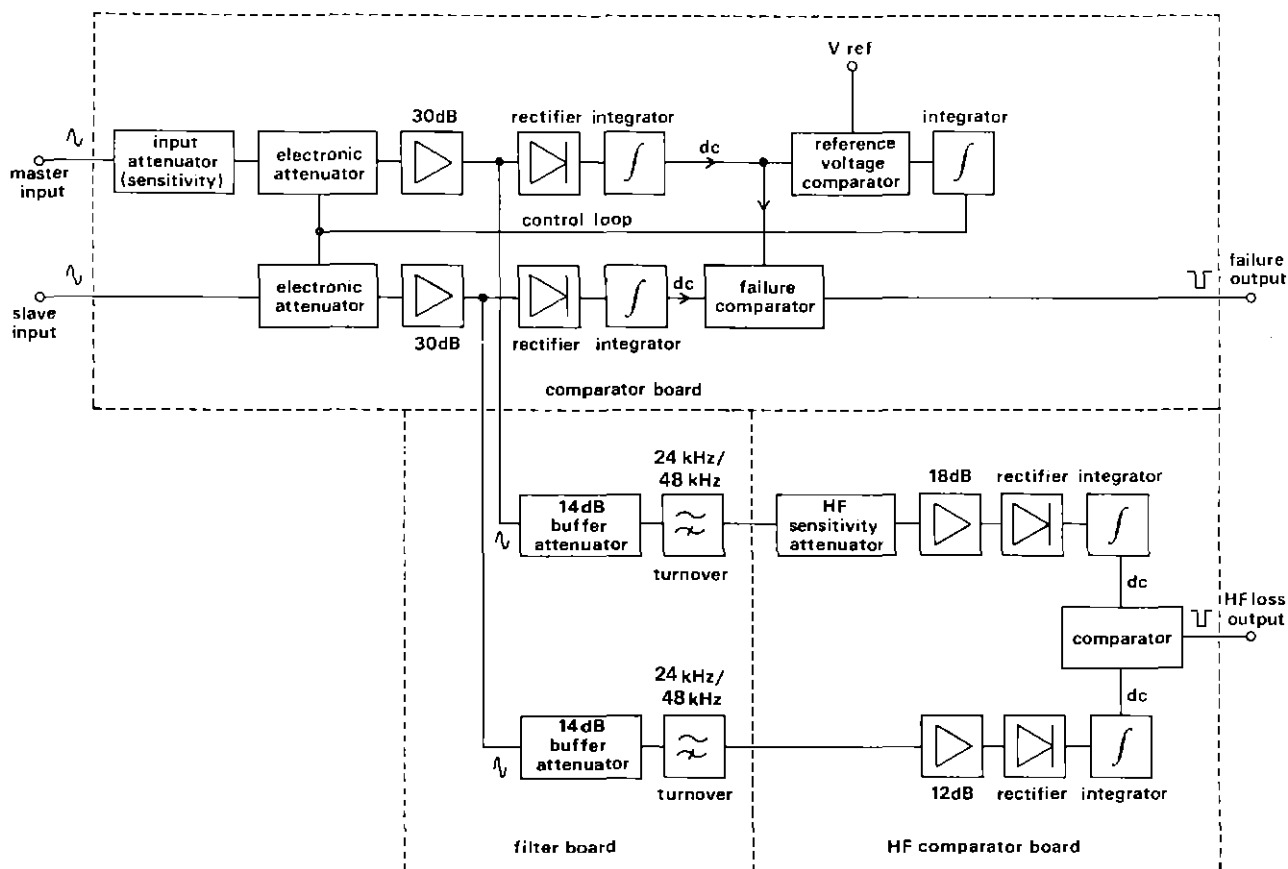 V ref
30dB
rectifier
integrator
integrator
master
input
input
attenuator
(sensitivity)
electronic
attenuator
dc
reference
voltage
comparator
control loop
slave
input
electronic
attenuator
30dB
rectifier
integrator
dc
failure
comparator
failure
output
comparator board
24 kHz/
48 kHz
14dB
buffer
attenuator
turnover
HF
sensitivity
attenuator
18dB
rectifier
integrator
dc
comparator
HF loss
output
dc
24 kHz/
48 kHz
14dB
buffer
attenuator
turnover
12dB
rectifier
integrator
filter board
HF comparator board